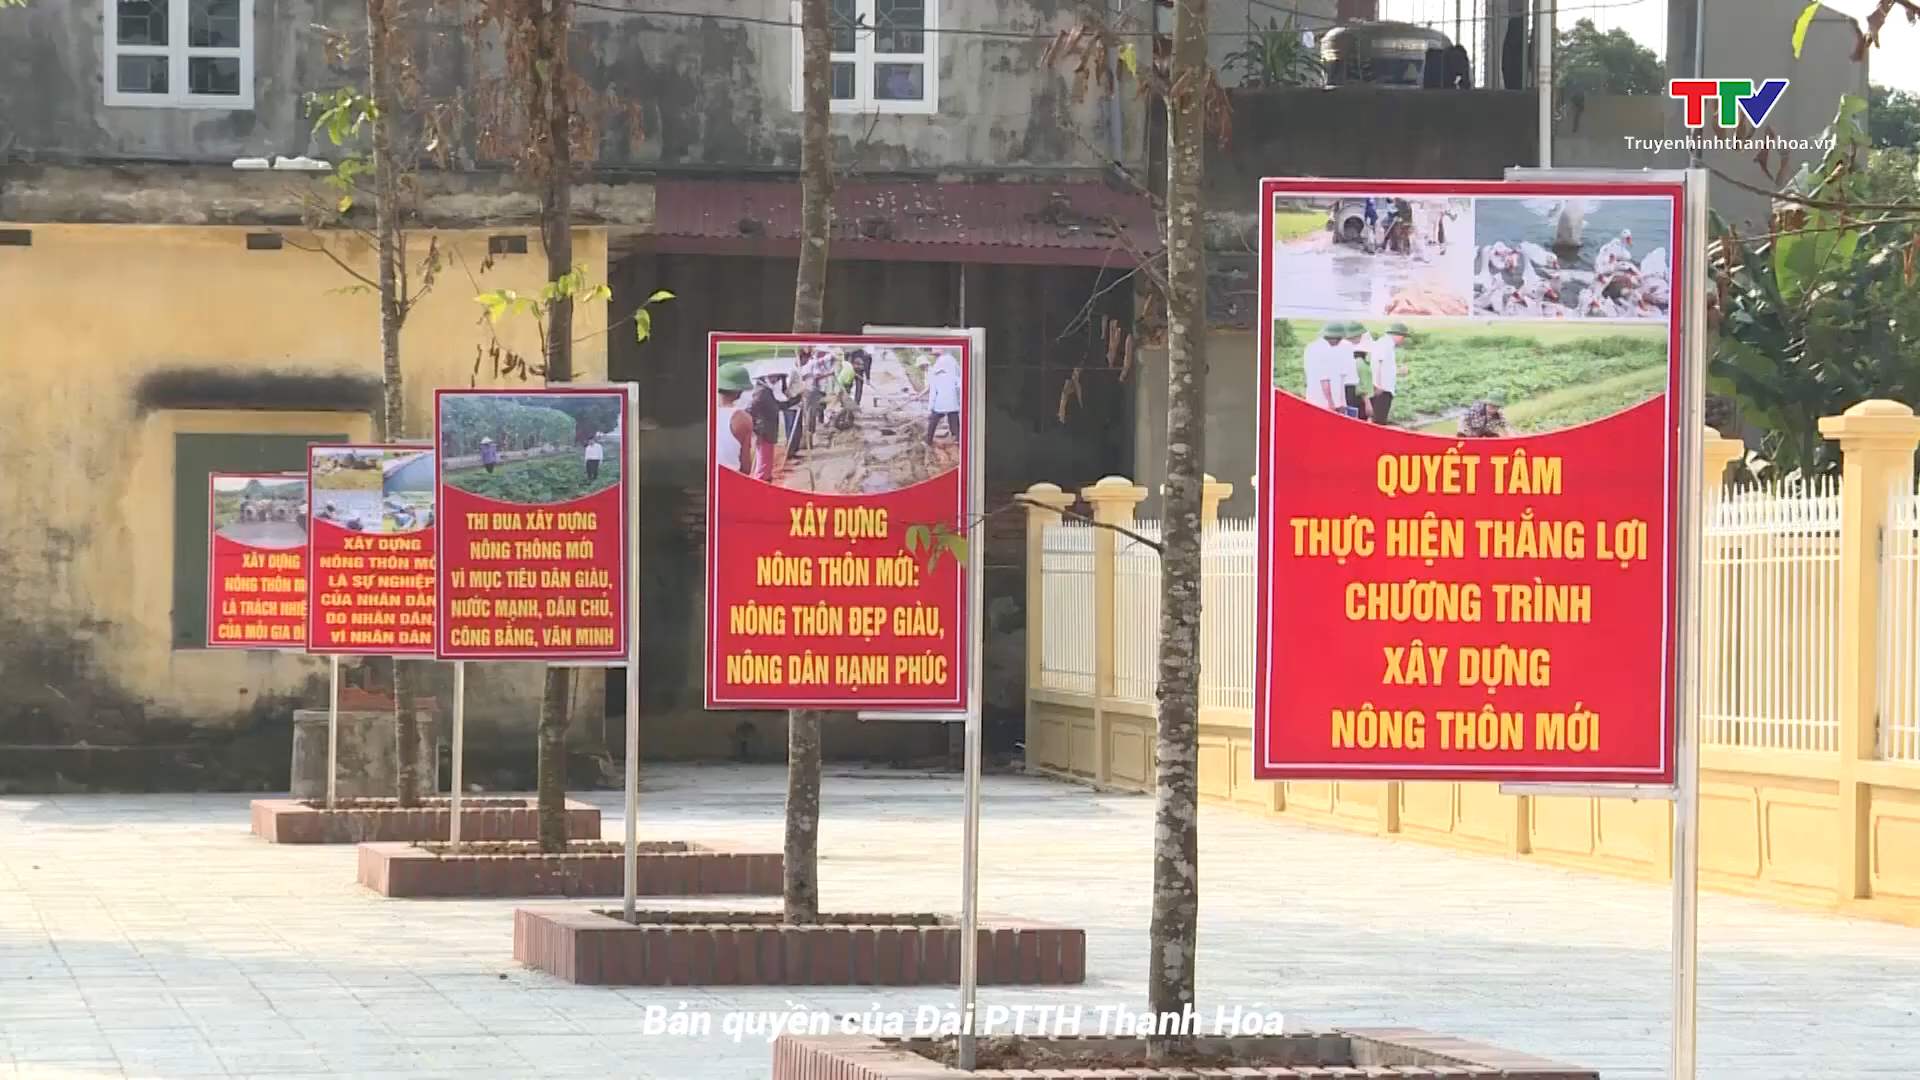 TTV
Truyenhinhthanhhoa.vn
QUYẾT TÂM
THỰC HIỆN THẮNG LỢI
CHƯƠNG TRÌNH
XÂY DỰNG
NÔNG THÔN MỚI
XÂY DỰNG
NÔNG THÔN MỚI:
NÔNG THÔN ĐẸP GIÀU,
NÔNG DÂN HẠNH PHÚC
THI ĐUA XÂY DỰNG
NÔNG THÔNG MỚI
VÌ MỤC TIÊU DÂN GIÀU,
NƯỚC MẠNH, DÂN CHỦ,
CÔNG BẰNG, VĂN MINH
XÂY DỰNG
NÔNG THÔN
LÀ SỰ NGHIỆP
CỦA NHÂN DÂN
DO NHÂN DÂN,
VÌ NHÂN DÂN
XÂY DỰNG
NÔNG THÔN
LÀ TRÁCH
CỦA MỖI GIA
Bản quyền của Đài PTTH Thanh Hóa